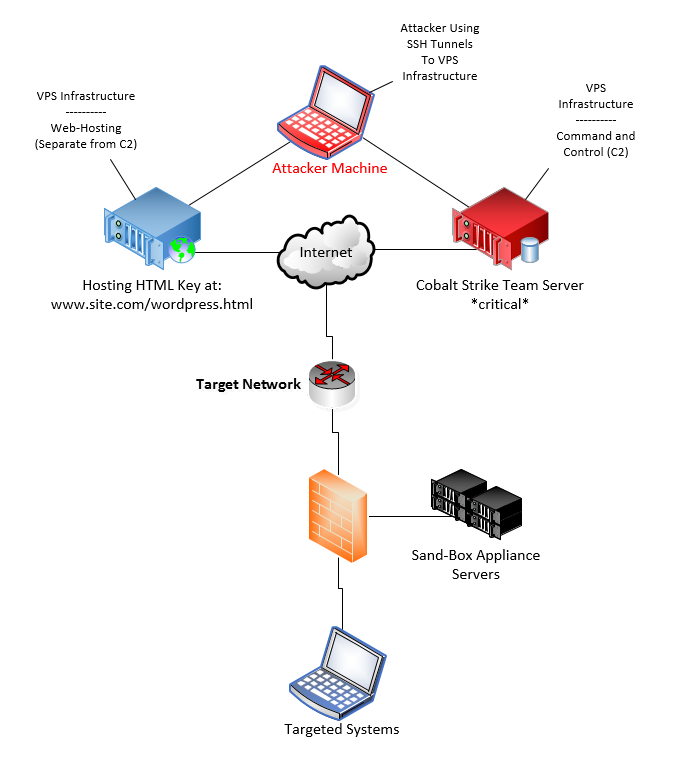 Attacker Using
SSH Tunnels
To VPS
Infrastructure
VPS Infrastructure
----------
Web-Hosting
(Separate from C2)
VPS
Infrastructure
----------
Command and
Control (C2)
Attacker Machine
Internet
Hosting HTML Key at:
www.site.com/wordpress.html
Cobalt Strike Team Server
*critical*
Target Network
Sand-Box Appliance
Servers
Targeted Systems